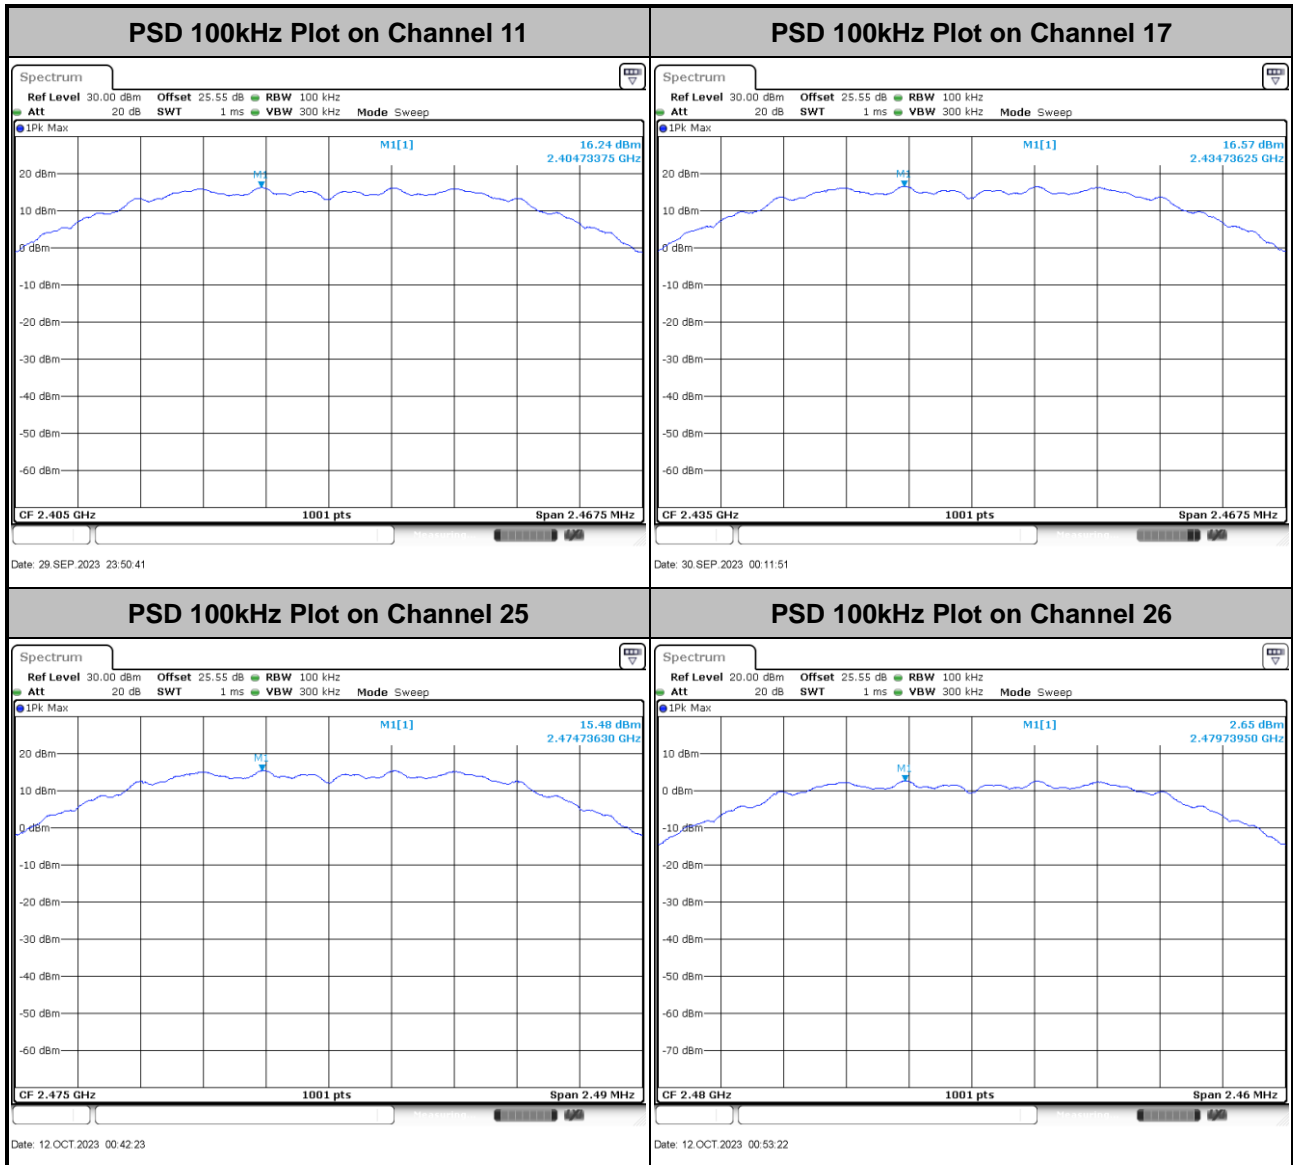 PSD 100kHz Plot on Channel 11
Spectrum
Ref Level 30.00 dBm Offset 25.55 dB RBW 100 kHz
Att 20 dB SWT 1 ms VBW 300 kHz Mode Sweep
1Pk Max
M1[1] 16.24 dBm
2.40473375 GHz
M1
20 dBm
10 dBm
0 dBm
-10 dBm
-20 dBm
-30 dBm
-40 dBm
-50 dBm
-60 dBm
CF 2.405 GHz 1001 pts Span 2.4675 MHz
Measuring...
Date: 29.SEP.2023 23:50:41
PSD 100kHz Plot on Channel 17
Spectrum
Ref Level 30.00 dBm Offset 25.55 dB RBW 100 kHz
Att 20 dB SWT 1 ms VBW 300 kHz Mode Sweep
1Pk Max
M1[1] 16.57 dBm
2.43473625 GHz
M1
20 dBm
10 dBm
0 dBm
-10 dBm
-20 dBm
-30 dBm
-40 dBm
-50 dBm
-60 dBm
CF 2.435 GHz 1001 pts Span 2.4675 MHz
Measuring...
Date: 30.SEP.2023 00:11:51
PSD 100kHz Plot on Channel 25
Spectrum
Ref Level 30.00 dBm Offset 25.55 dB RBW 100 kHz
Att 20 dB SWT 1 ms VBW 300 kHz Mode Sweep
1Pk Max
M1[1] 15.48 dBm
2.47473630 GHz
M1
20 dBm
10 dBm
0 dBm
-10 dBm
-20 dBm
-30 dBm
-40 dBm
-50 dBm
-60 dBm
CF 2.475 GHz 1001 pts Span 2.49 MHz
Measuring...
Date: 12.OCT.2023 00:42:23
PSD 100kHz Plot on Channel 26
Spectrum
Ref Level 20.00 dBm Offset 25.55 dB RBW 100 kHz
Att 20 dB SWT 1 ms VBW 300 kHz Mode Sweep
1Pk Max
M1[1] 2.65 dBm
2.47973950 GHz
M1
10 dBm
0 dBm
-10 dBm
-20 dBm
-30 dBm
-40 dBm
-50 dBm
-60 dBm
-70 dBm
CF 2.48 GHz 1001 pts Span 2.46 MHz
Measuring...
Date: 12.OCT.2023 00:53:22